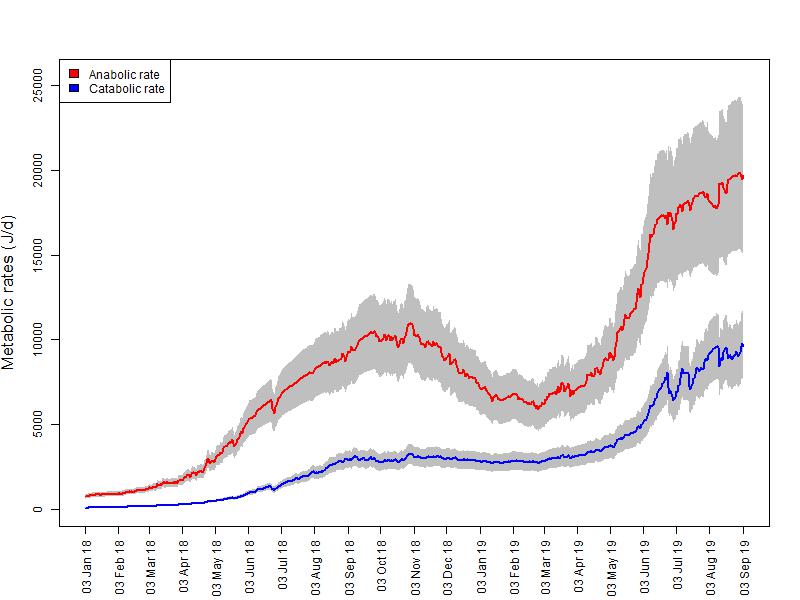 Anabolic rate
Catabolic rate
Metabolic rates (J/d)
25000
20000
15000
10000
5000
0
03 Jan 18
03 Feb 18
03 Mar 18
03 Apr 18
03 May 18
03 Jun 18
03 Jul 18
03 Aug 18
03 Sep 18
03 Oct 18
03 Nov 18
03 Dec 18
03 Jan 19
03 Feb 19
03 Mar 19
03 Apr 19
03 May 19
03 Jun 19
03 Jul 19
03 Aug 19
03 Sep 19